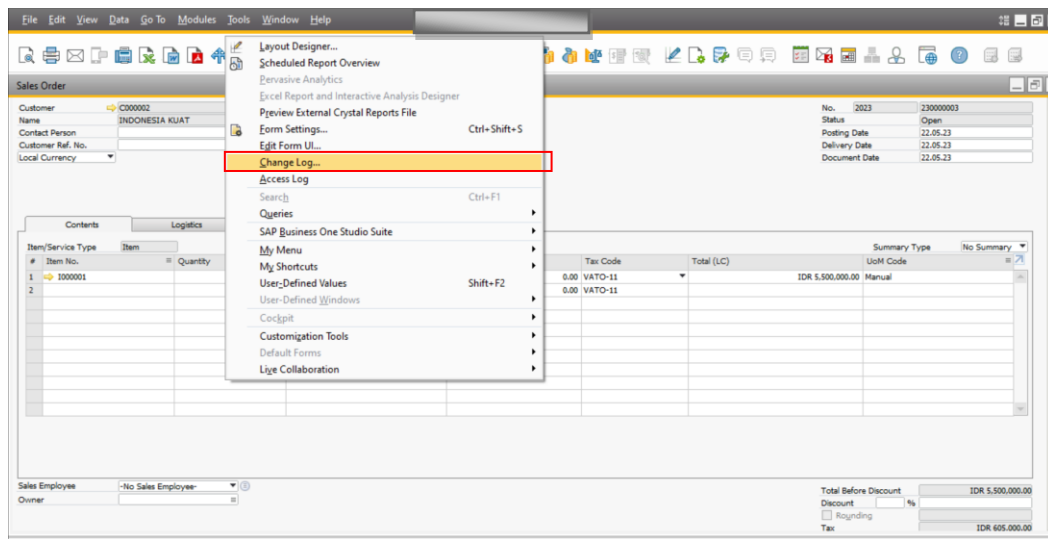 File Edit View Data Go To Modules Tools Window Help
Layout Designer...
Scheduled Report Overview
Pervasive Analytics
Excel Report and Interactive Analysis Designer
Preview External Crystal Reports File
Form Settings... Ctrl+Shift+S
Edit Form UI...
Change Log...
Access Log
Search Ctrl+F1
Queries
SAP Business One Studio Suite
My Menu
My Shortcuts
User-Defined Values Shift+F2
User-Defined Windows
Cockpit
Customization Tools
Default Forms
Live Collaboration
Sales Order
Customer C000002
Name INDONESIA KUAT
Contact Person
Customer Ref. No.
Local Currency
No. 2023 230000003
Status Open
Posting Date 22.05.23
Delivery Date 22.05.23
Document Date 22.05.23
Contents Logistics
Item/Service Type Item Summary Type No Summary
# Item No. Quantity Tax Code Total (LC) UoM Code
1 I000001 0.00 VATO-11 IDR 5,500,000.00 Manual
2 0.00 VATO-11
Sales Employee -No Sales Employee-
Owner
Total Before Discount IDR 5,500,000.00
Discount %
Rounding
Tax IDR 605,000.00